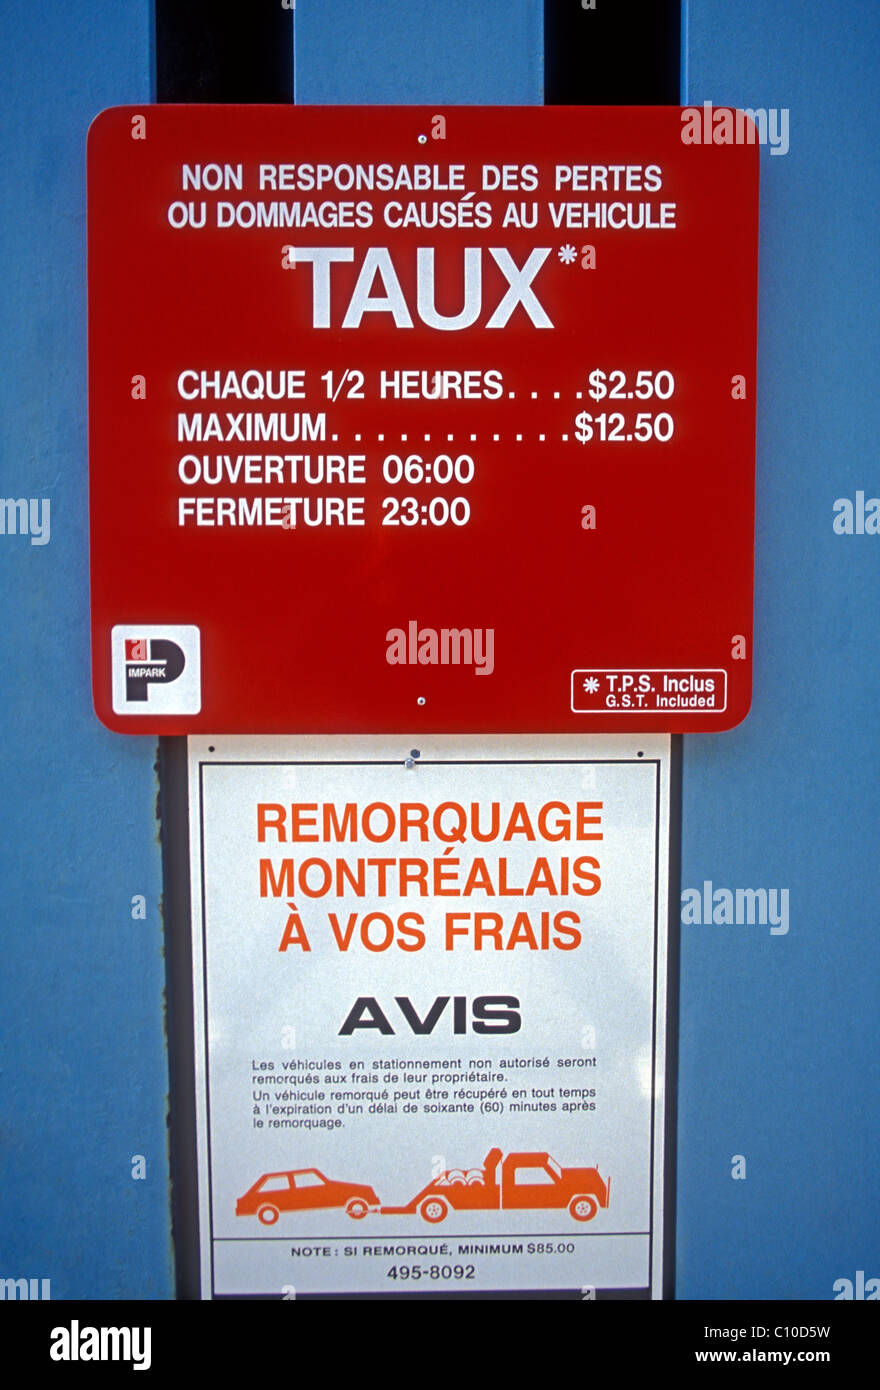 NON RESPONSABLE DES PERTES
OU DOMMAGES CAUSÉS AU VEHICULE
TAUX*
CHAQUE 1/2 HEURES. . . .$2.50
MAXIMUM. . . . . . . . . . . .$12.50
OUVERTURE 06:00
FERMETURE 23:00
IMPARK
* T.P.S. Inclus
G.S.T. Included
REMORQUAGE
MONTRÉALAIS
À VOS FRAIS
AVIS
Les véhicules en stationnement non autorisé seront
remorqués aux frais de leur propriétaire.
Un véhicule remorqué peut être récupéré en tout temps
à l'expiration d'un délai de soixante (60) minutes après
le remorquage.
NOTE: SI REMORQUÉ, MINIMUM $85.00
495-8092
alamy stock photo
a alamy
Image ID: C10D5W
www.alamy.com